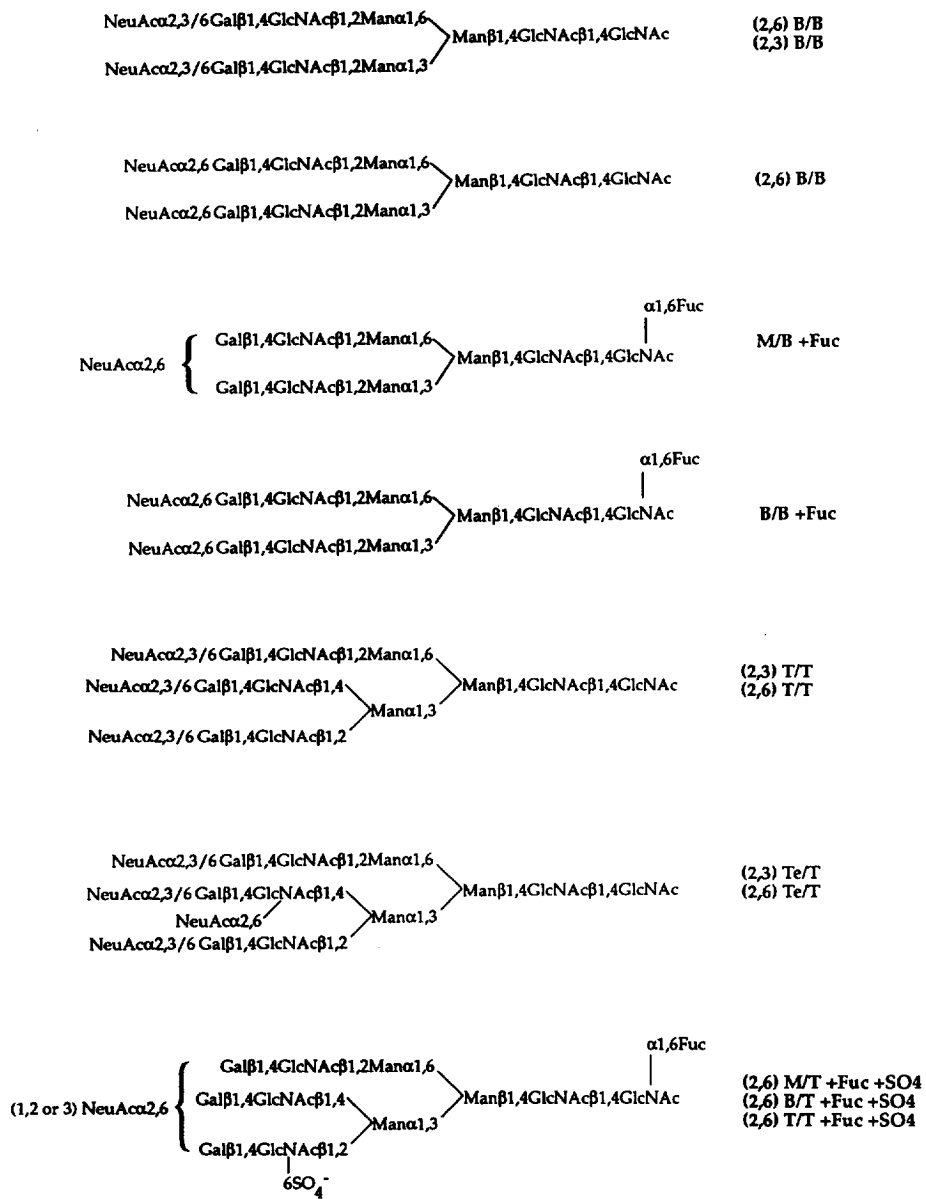 NeuAcα2,3/6Galβ1,4GlcNAcβ1,2Manα1,6
Manβ1,4GlcNAcβ1,4GlcNAc
NeuAcα2,3/6Galβ1,4GlcNAcβ1,2Manα1,3
(2,6) B/B
(2,3) B/B
NeuAcα2,6 Galβ1,4GlcNAcβ1,2Manα1,6
Manβ1,4GlcNAcβ1,4GlcNAc
NeuAcα2,6 Galβ1,4GlcNAcβ1,2Manα1,3
(2,6) B/B
α1,6Fuc
NeuAcα2,6 {
Galβ1,4GlcNAcβ1,2Manα1,6
Manβ1,4GlcNAcβ1,4GlcNAc
Galβ1,4GlcNAcβ1,2Manα1,3
M/B +Fuc
α1,6Fuc
NeuAcα2,6 Galβ1,4GlcNAcβ1,2Manα1,6
Manβ1,4GlcNAcβ1,4GlcNAc
NeuAcα2,6 Galβ1,4GlcNAcβ1,2Manα1,3
B/B +Fuc
NeuAcα2,3/6 Galβ1,4GlcNAcβ1,2Manα1,6
NeuAcα2,3/6 Galβ1,4GlcNAcβ1,4
Manβ1,4GlcNAcβ1,4GlcNAc
Manα1,3
NeuAcα2,3/6 Galβ1,4GlcNAcβ1,2
(2,3) T/T
(2,6) T/T
NeuAcα2,3/6 Galβ1,4GlcNAcβ1,2Manα1,6
NeuAcα2,3/6 Galβ1,4GlcNAcβ1,4
Manβ1,4GlcNAcβ1,4GlcNAc
NeuAcα2,6
Manα1,3
NeuAcα2,3/6 Galβ1,4GlcNAcβ1,2
(2,3) Te/T
(2,6) Te/T
α1,6Fuc
(1,2 or 3) NeuAcα2,6 {
Galβ1,4GlcNAcβ1,2Manα1,6
Galβ1,4GlcNAcβ1,4
Manβ1,4GlcNAcβ1,4GlcNAc
Manα1,3
Galβ1,4GlcNAcβ1,2
6SO4-
(2,6) M/T +Fuc +SO4
(2,6) B/T +Fuc +SO4
(2,6) T/T +Fuc +SO4